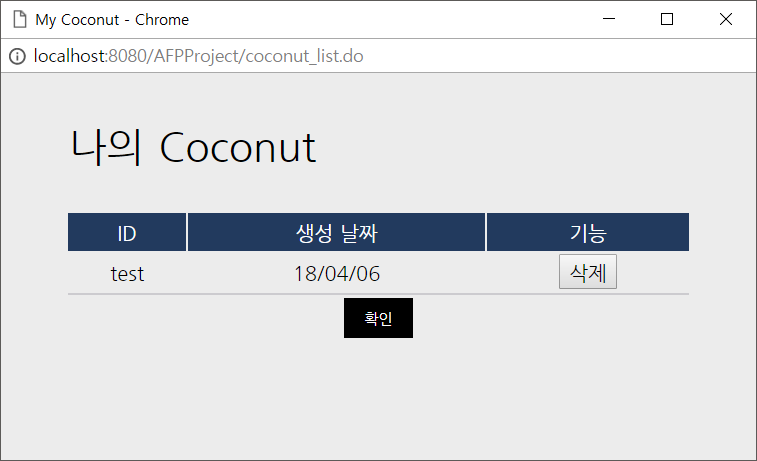 My Coconut - Chrome
localhost:8080/AFPProject/coconut_list.do
나의 Coconut
ID 생성 날짜 기능
test 18/04/06 삭제
확인